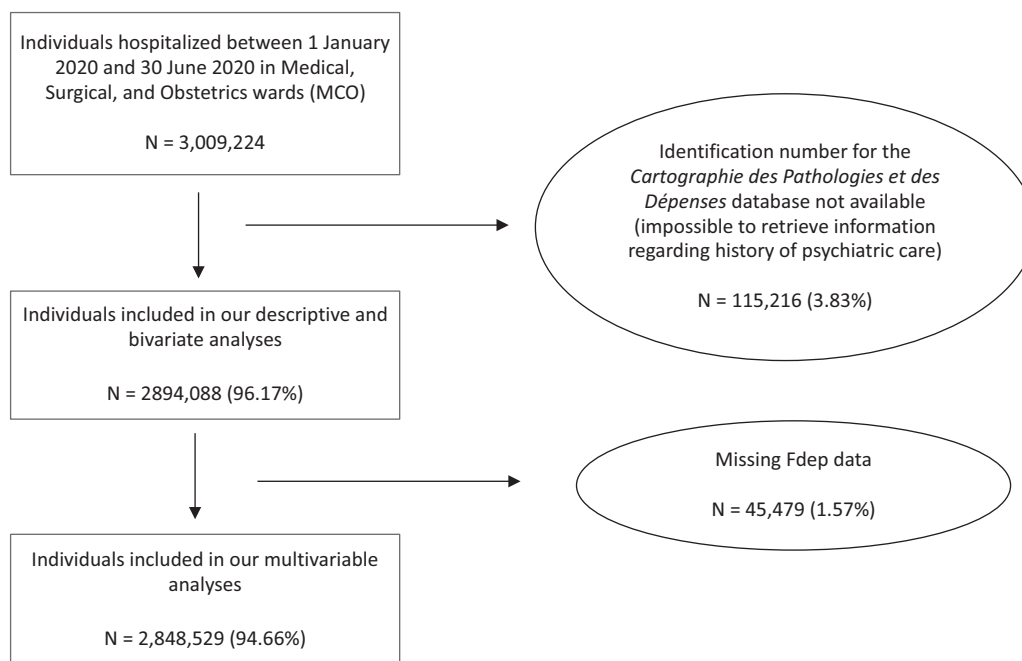 Individuals hospitalized between 1 January
2020 and 30 June 2020 in Medical,
Surgical, and Obstetrics wards (MCO)
N = 3,009,224
Identification number for the
Cartographie des Pathologies et des
Dépenses database not available
(impossible to retrieve information
regarding history of psychiatric care)
N = 115,216 (3.83%)
Individuals included in our descriptive and
bivariate analyses
N = 2894,088 (96.17%)
Missing Fdep data
N = 45,479 (1.57%)
Individuals included in our multivariable
analyses
N = 2,848,529 (94.66%)